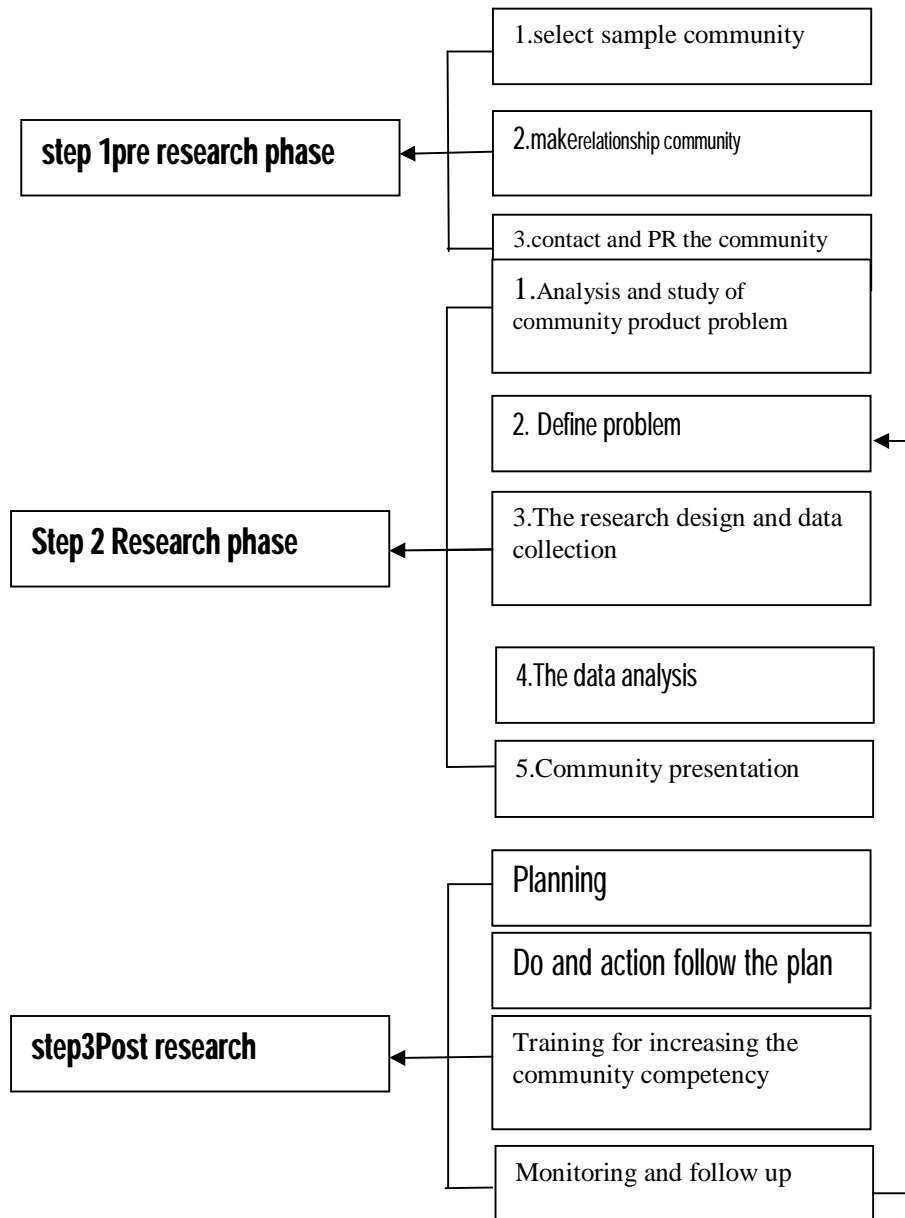 1.select sample community
step 1pre research phase
2.makerelationship community
3.contact and PR the community
1.Analysis and study of
community product problem
2. Define problem
Step 2 Research phase
3.The research design and data
collection
4.The data analysis
5.Community presentation
Planning
Do and action follow the plan
step3Post research
Training for increasing the
community competency
Monitoring and follow up